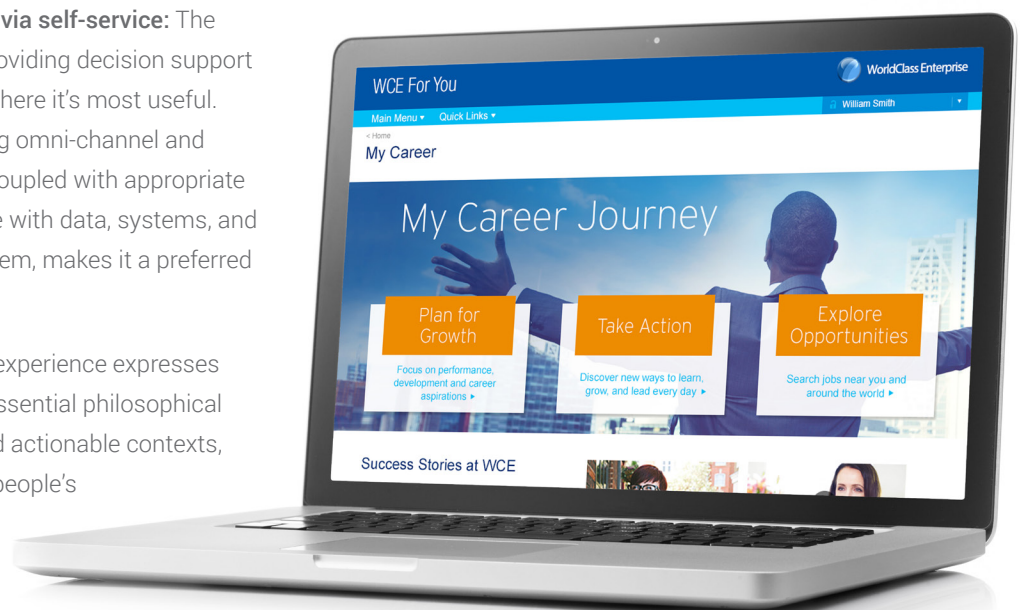 via self-service: The
oviding decision support
here it's most useful.
g omni-channel and
oupled with appropriate
e with data, systems, and
em, makes it a preferred
experience expresses
ssential philosophical
d actionable contexts,
people's
WCE For You
WorldClass Enterprise
Main Menu ▾ Quick Links ▾
William Smith
< Home
My Career
My Career Journey
Plan for
Growth
Focus on performance,
development and career
aspirations ▸
Take Action
Discover new ways to learn,
grow, and lead every day ▸
Explore
Opportunities
Search jobs near you and
around the world ▸
Success Stories at WCE